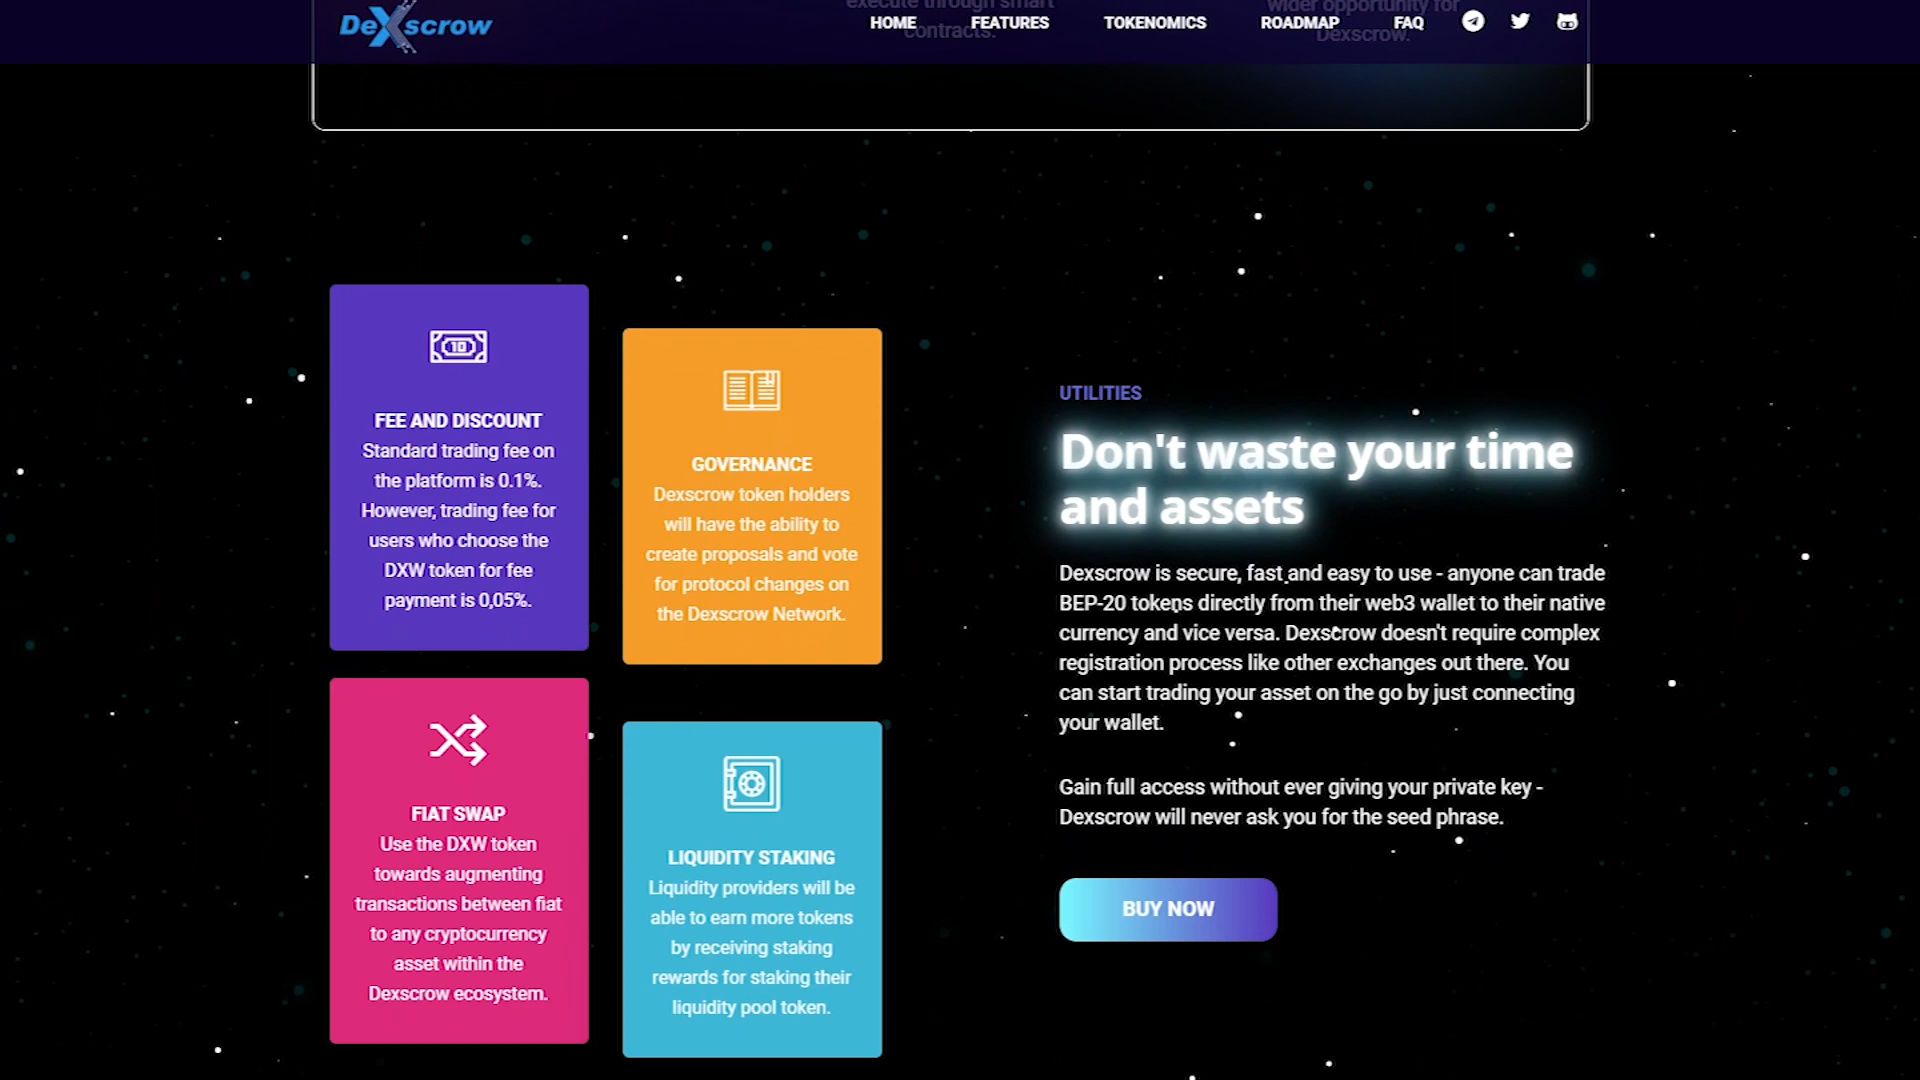 DeXscrow
HOME
FEATURES
TOKENOMICS
ROADMAP
FAQ
execute through smart
contracts.
wider opportunity for
Dexscrow.
10
FEE AND DISCOUNT
Standard trading fee on
the platform is 0.1%.
However, trading fee for
users who choose the
DXW token for fee
payment is 0,05%.
GOVERNANCE
Dexscrow token holders
will have the ability to
create proposals and vote
for protocol changes on
the Dexscrow Network.
FIAT SWAP
Use the DXW token
towards augmenting
transactions between fiat
to any cryptocurrency
asset within the
Dexscrow ecosystem.
LIQUIDITY STAKING
Liquidity providers will be
able to earn more tokens
by receiving staking
rewards for staking their
liquidity pool token.
UTILITIES
Don't waste your time
and assets
Dexscrow is secure, fast and easy to use - anyone can trade
BEP-20 tokens directly from their web3 wallet to their native
currency and vice versa. Dexscrow doesn't require complex
registration process like other exchanges out there. You
can start trading your asset on the go by just connecting
your wallet.
Gain full access without ever giving your private key -
Dexscrow will never ask you for the seed phrase.
BUY NOW